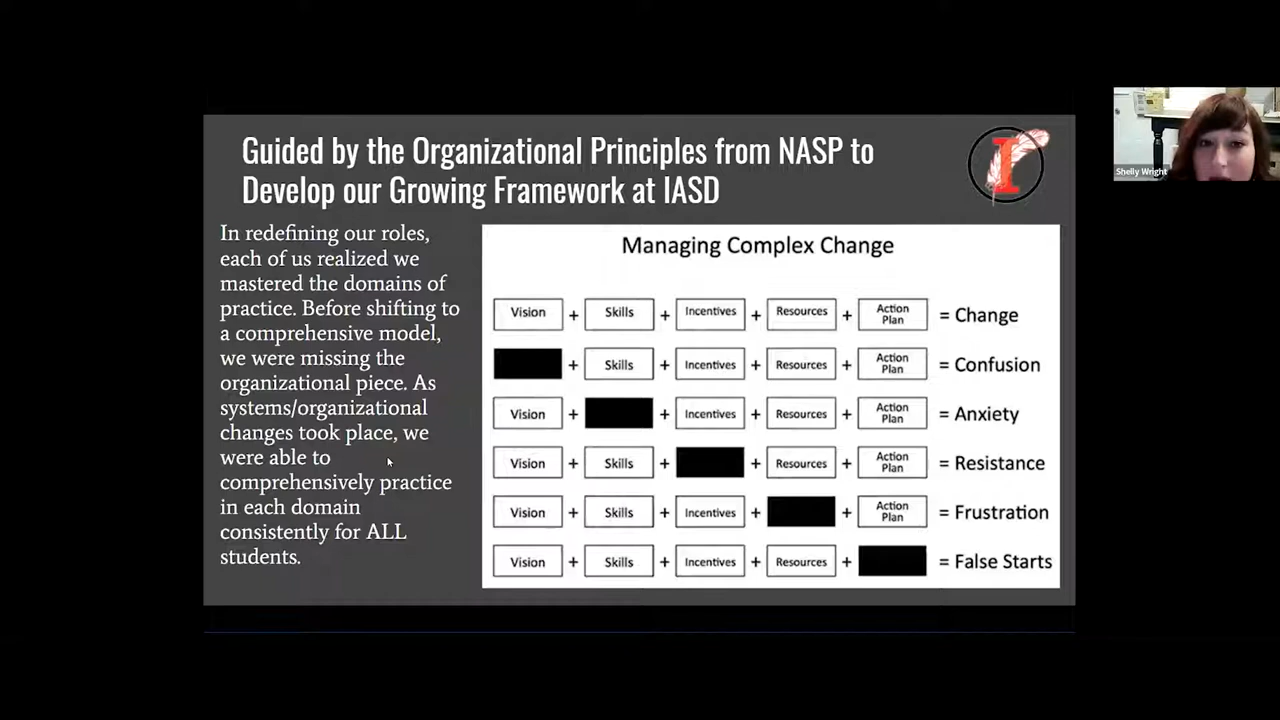 Guided by the Organizational Principles from NASP to
Develop our Growing Framework at IASD
I
Shelly Wright
In redefining our roles,
each of us realized we
mastered the domains of
practice. Before shifting to
a comprehensive model,
we were missing the
organizational piece. As
systems/organizational
changes took place, we
were able to
comprehensively practice
in each domain
consistently for ALL
students.
Managing Complex Change
Vision + Skills + Incentives + Resources + Action Plan = Change
+ Skills + Incentives + Resources + Action Plan = Confusion
Vision + + Incentives + Resources + Action Plan = Anxiety
Vision + Skills + + Resources + Action Plan = Resistance
Vision + Skills + Incentives + + Action Plan = Frustration
Vision + Skills + Incentives + Resources + = False Starts